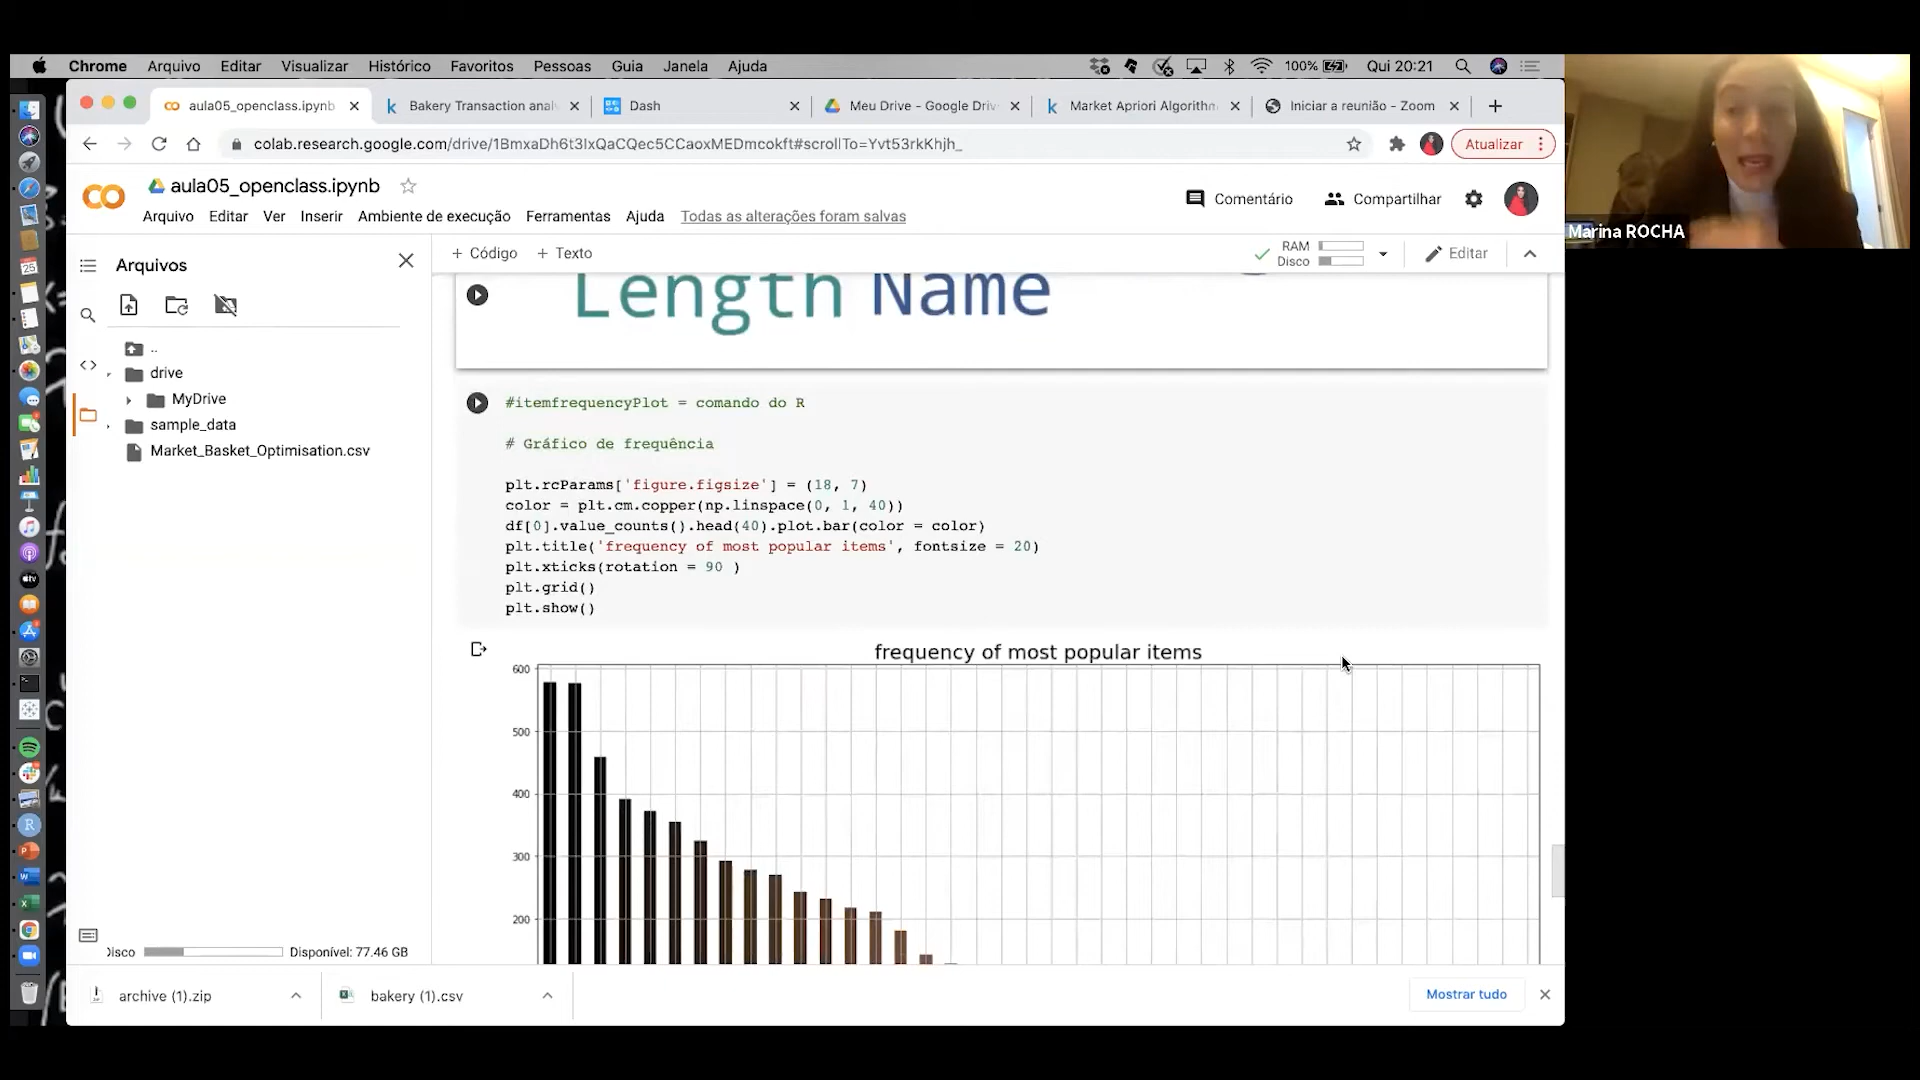 Chrome Arquivo Editar Visualizar Histórico Favoritos Pessoas Guia Janela Ajuda 100% Qui 20:21
aula05_openclass.ipynb Bakery Transaction anal Dash Meu Drive - Google Driv Market Apriori Algorithm Iniciar a reunião - Zoom
colab.research.google.com/drive/1BmxaDh6t3IxQaCQec5CCaoxMEDmcokft#scrollTo=Yvt53rkKhjh_ Atualizar
aula05_openclass.ipynb
Comentário Compartilhar
Arquivo Editar Ver Inserir Ambiente de execução Ferramentas Ajuda Todas as alterações foram salvas
Marina ROCHA
Arquivos
+ Código + Texto
RAM
Disco
Editar
Length Name
..
drive
MyDrive
sample_data
Market_Basket_Optimisation.csv
#itemfrequencyPlot = comando do R
# Gráfico de frequência
plt.rcParams['figure.figsize'] = (18, 7)
color = plt.cm.copper(np.linspace(0, 1, 40))
df[0].value_counts().head(40).plot.bar(color = color)
plt.title('frequency of most popular items', fontsize = 20)
plt.xticks(rotation = 90 )
plt.grid()
plt.show()
frequency of most popular items
600
500
400
300
200
Disco Disponível: 77.46 GB
archive (1).zip bakery (1).csv Mostrar tudo